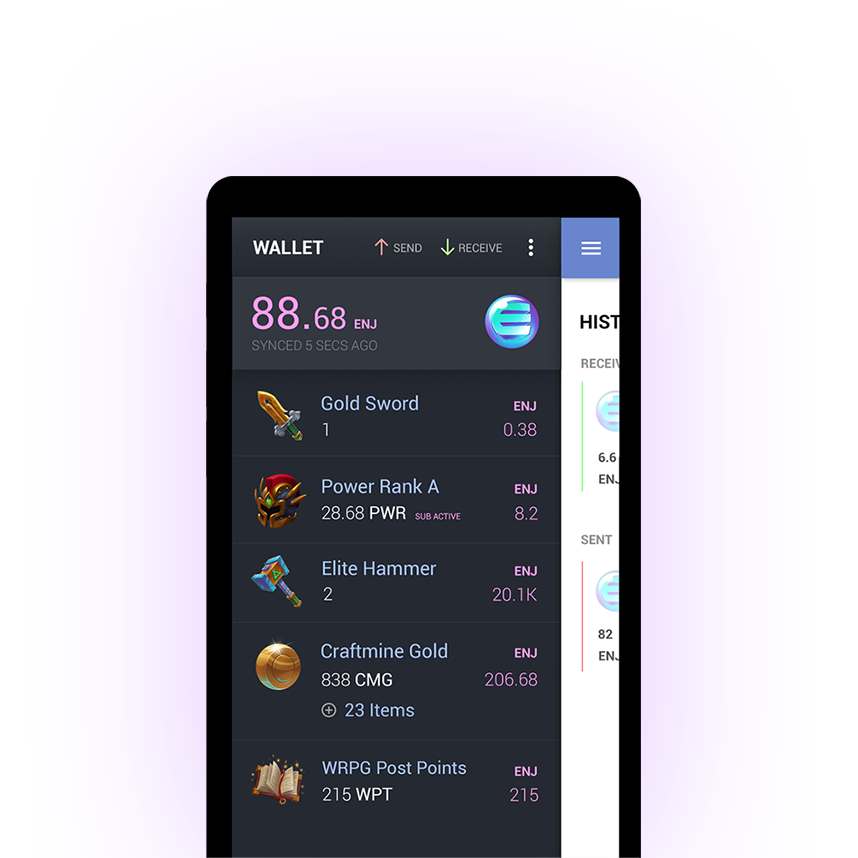 WALLET
SEND
RECEIVE
88.68 ENJ
SYNCED 5 SECS AGO
Gold Sword
ENJ
1
0.38
Power Rank A
ENJ
28.68 PWR SUB ACTIVE
8.2
Elite Hammer
ENJ
2
20.1K
Craftmine Gold
ENJ
838 CMG
206.68
23 Items
WRPG Post Points
ENJ
215 WPT
215
HIST
RECEIV
6.6
ENJ
SENT
82
ENJ